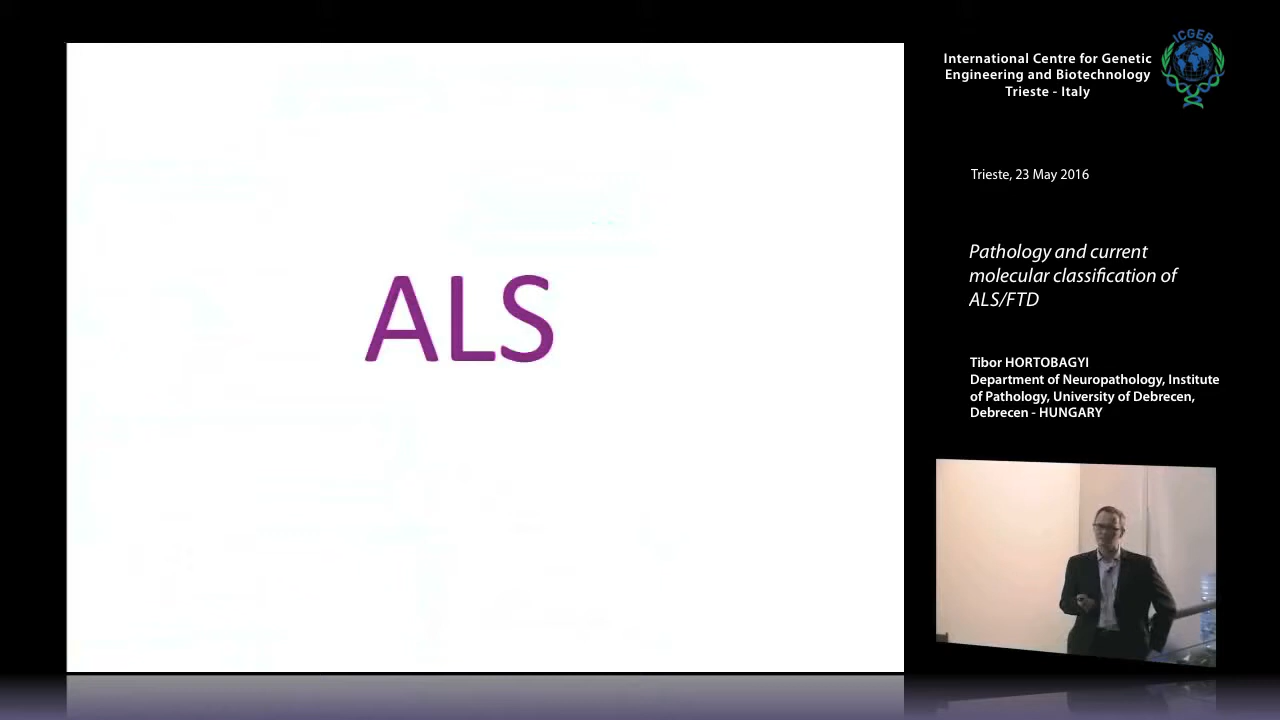 ALS
International Centre for Genetic
Engineering and Biotechnology
Trieste - Italy
ICGEB
Trieste, 23 May 2016
Pathology and current
molecular classification of
ALS/FTD
Tibor HORTOBAGYI
Department of Neuropathology, Institute
of Pathology, University of Debrecen,
Debrecen - HUNGARY